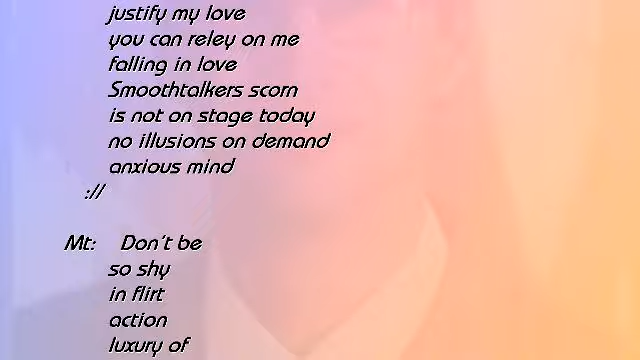 justify my love
you can reley on me
falling in love
Smoothtalkers scorn
is not on stage today
no illusions on demand
anxious mind
://
Mt: Don't be
so shy
in flirt
action
luxury of